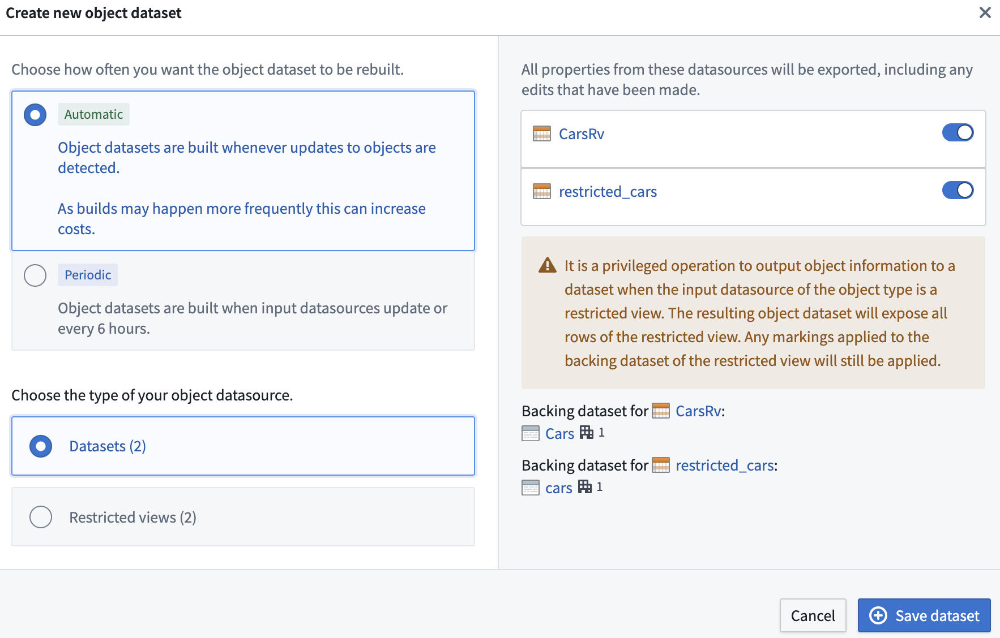 Create new object dataset
Choose how often you want the object dataset to be rebuilt.
Automatic
Object datasets are built whenever updates to objects are
detected.
As builds may happen more frequently this can increase
costs.
Periodic
Object datasets are built when input datasources update or
every 6 hours.
Choose the type of your object datasource.
Datasets (2)
Restricted views (2)
All properties from these datasources will be exported, including any
edits that have been made.
CarsRv
restricted_cars
It is a privileged operation to output object information to a
dataset when the input datasource of the object type is a
restricted view. The resulting object dataset will expose all
rows of the restricted view. Any markings applied to the
backing dataset of the restricted view will still be applied.
Backing dataset for CarsRv:
Cars 1
Backing dataset for restricted_cars:
cars 1
Cancel
Save dataset